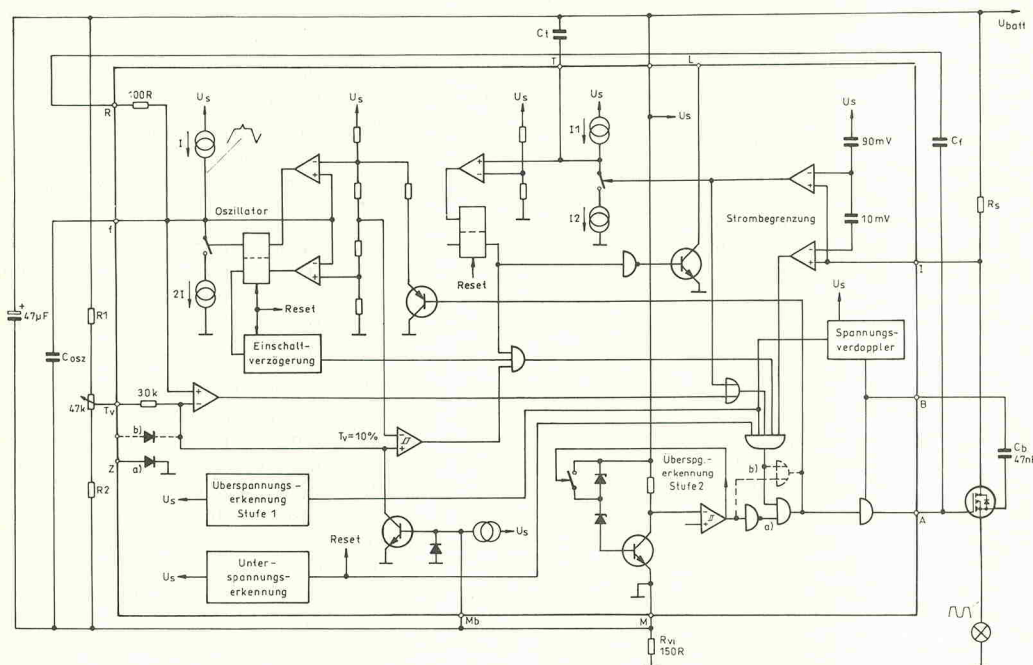 Ubatt
Ct
T
L
R
100R
Us
Us
Us
Us
Us
Us
I
I1
90mV
Cf
Oszillator
I2
Strombegrenzung
10mV
Rs
f
I
2I
Reset
Reset
Us
+
47µF
R1
Einschalt-
verzögerung
Spannungs-
verdoppler
Cosz
30k
47k
Tv
B
b)
Tv=10%
Z
a)
Überspg.-
erkennung
Stufe 2
b)
Cb
47nF
R2
Us
Überspannungs-
erkennung
Stufe 1
a)
A
Reset
Us
Us
Unter-
spannungs-
erkennung
Mb
M
Rvi
150R